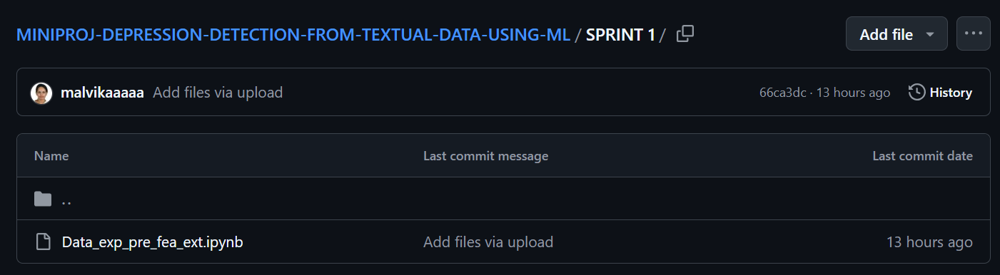 MINIPROJ-DEPRESSION-DETECTION-FROM-TEXTUAL-DATA-USING-ML / SPRINT 1 / Add file ···
malvikaaaaa Add files via upload 66ca3dc · 13 hours ago History
Name Last commit message Last commit date
..
Data_exp_pre_fea_ext.ipynb Add files via upload 13 hours ago